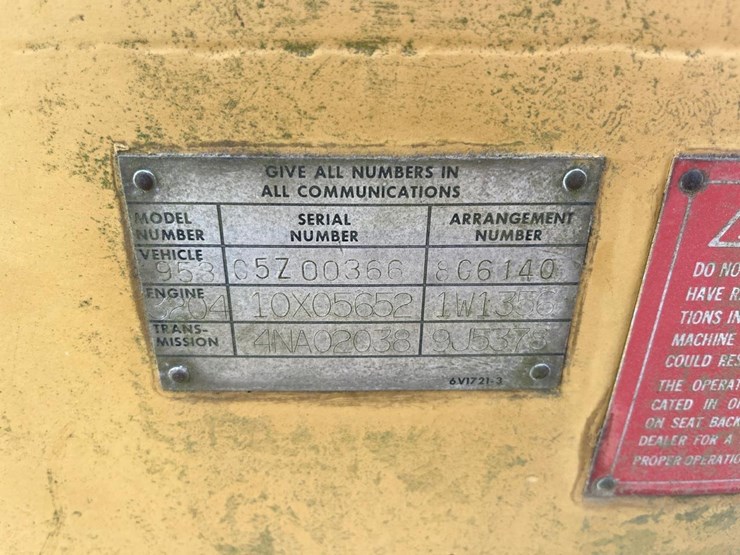 GIVE ALL NUMBERS IN
ALL COMMUNICATIONS
MODEL NUMBER SERIAL NUMBER ARRANGEMENT NUMBER
VEHICLE 953 05Z00366 8C6140
ENGINE 10X05652
TRANS-
MISSION 4NA02038 9J5375
6V1721-3
DO NO
HAVE R
TIONS IN
MACHINE
COULD RES
THE OPERAT
CATED IN O
ON SEAT BACK
DEALER FOR A
PROPER OPERATIO